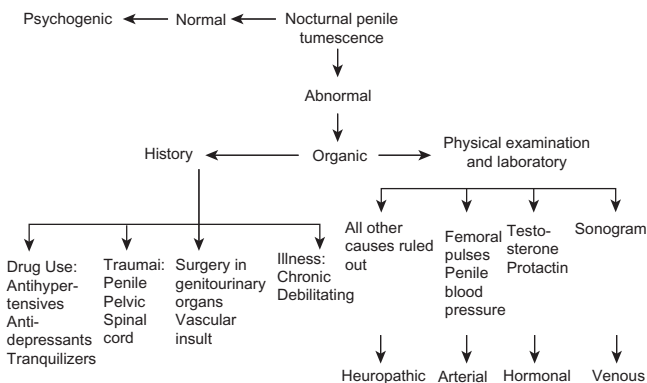 Psychogenic
Normal
Nocturnal penile
tumescence
Abnormal
History
Organic
Physical examination
and laboratory
Drug Use:
Antihyper-
tensives
Anti-
depressants
Tranquilizers
Traumai:
Penile
Pelvic
Spinal
cord
Surgery in
genitourinary
organs
Vascular
insult
Illness:
Chronic
Debilitating
All other
causes ruled
out
Femoral
pulses
Penile
blood
pressure
Testo-
sterone
Protactin
Sonogram
Heuropathic
Arterial
Hormonal
Venous